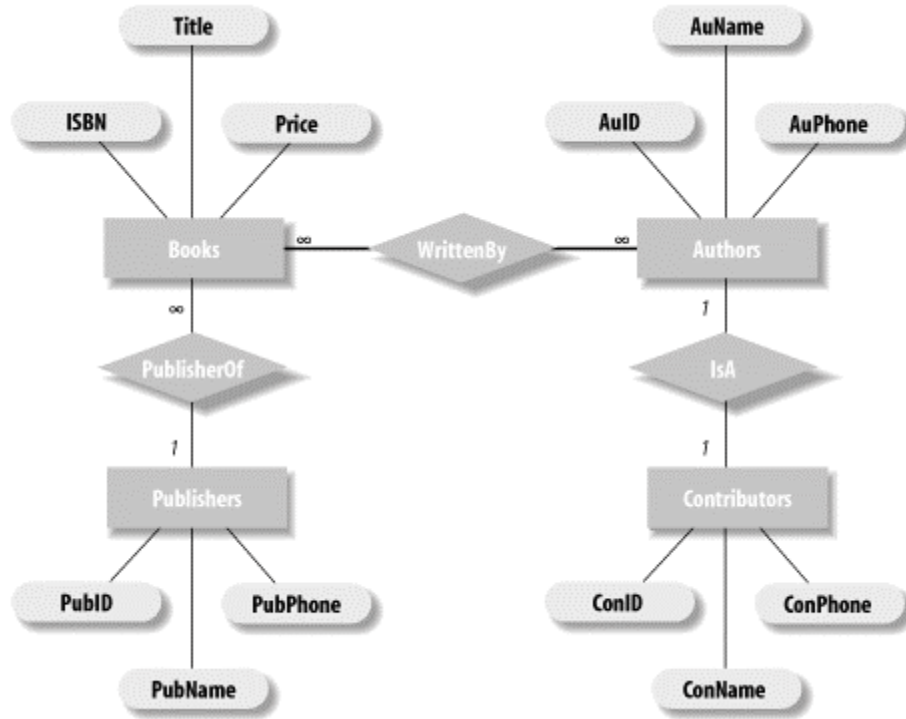 Title
AuName
ISBN
Price
AuID
AuPhone
Books
∞
WrittenBy
∞
Authors
∞
1
PublisherOf
IsA
1
1
Publishers
Contributors
PubID
PubPhone
ConID
ConPhone
PubName
ConName